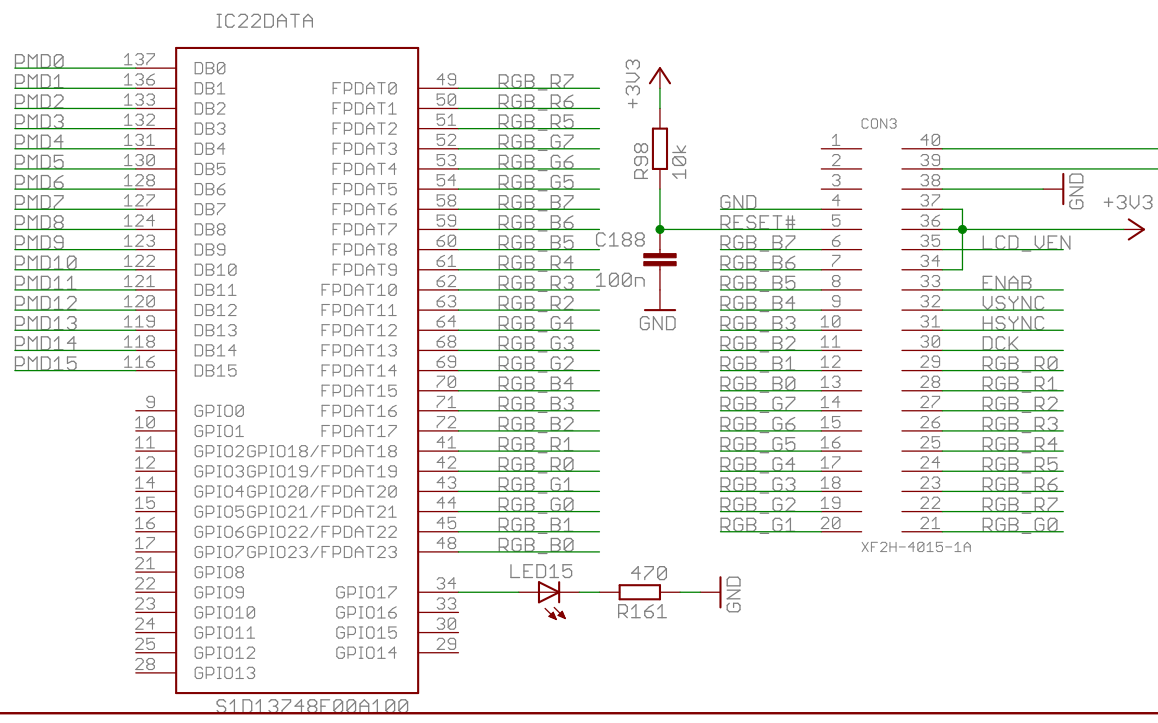 IC22DATA
PMD0 137 DB0
PMD1 136 DB1
PMD2 133 DB2
PMD3 132 DB3
PMD4 131 DB4
PMD5 130 DB5
PMD6 128 DB6
PMD7 127 DB7
PMD8 124 DB8
PMD9 123 DB9
PMD10 122 DB10
PMD11 121 DB11
PMD12 120 DB12
PMD13 119 DB13
PMD14 118 DB14
PMD15 116 DB15
9 GPIO0
10 GPIO1
11 GPIO2GPIO18/FPDAT18 41 RGB_R1
12 GPIO3GPIO19/FPDAT19 42 RGB_R0
14 GPIO4GPIO20/FPDAT20 43 RGB_G1
15 GPIO5GPIO21/FPDAT21 44 RGB_G0
16 GPIO6GPIO22/FPDAT22 45 RGB_B1
17 GPIO7GPIO23/FPDAT23 48 RGB_B0
21 GPIO8
22 GPIO9
23 GPIO10
24 GPIO11
25 GPIO12
28 GPIO13
FPDAT0 49 RGB_R7
FPDAT1 50 RGB_R6
FPDAT2 51 RGB_R5
FPDAT3 52 RGB_G7
FPDAT4 53 RGB_G6
FPDAT5 54 RGB_G5
FPDAT6 58 RGB_B7
FPDAT7 59 RGB_B6
FPDAT8 60 RGB_B5
FPDAT9 61 RGB_R4
FPDAT10 62 RGB_R3
FPDAT11 63 RGB_R2
FPDAT12 64 RGB_G4
FPDAT13 68 RGB_G3
FPDAT14 69 RGB_G2
FPDAT15 70 RGB_B4
FPDAT16 71 RGB_B3
FPDAT17 72 RGB_B2
GPIO17 34
GPIO16 33
GPIO15 30
GPIO14 29
S1D13748F00A100
LED15
470
R161
GND
+3V3
R98
10k
C188
100n
GND
CON3
1 40
2 39
3 38 GND
GND 4 37 +3V3
RESET# 5 36
RGB_B7 6 35 LCD_VEN
RGB_B6 7 34
RGB_B5 8 33 ENAB
RGB_B4 9 32 VSYNC
RGB_B3 10 31 HSYNC
RGB_B2 11 30 DCK
RGB_B1 12 29 RGB_R0
RGB_B0 13 28 RGB_R1
RGB_G7 14 27 RGB_R2
RGB_G6 15 26 RGB_R3
RGB_G5 16 25 RGB_R4
RGB_G4 17 24 RGB_R5
RGB_G3 18 23 RGB_R6
RGB_G2 19 22 RGB_R7
RGB_G1 20 21 RGB_G0
XF2H-4015-1A